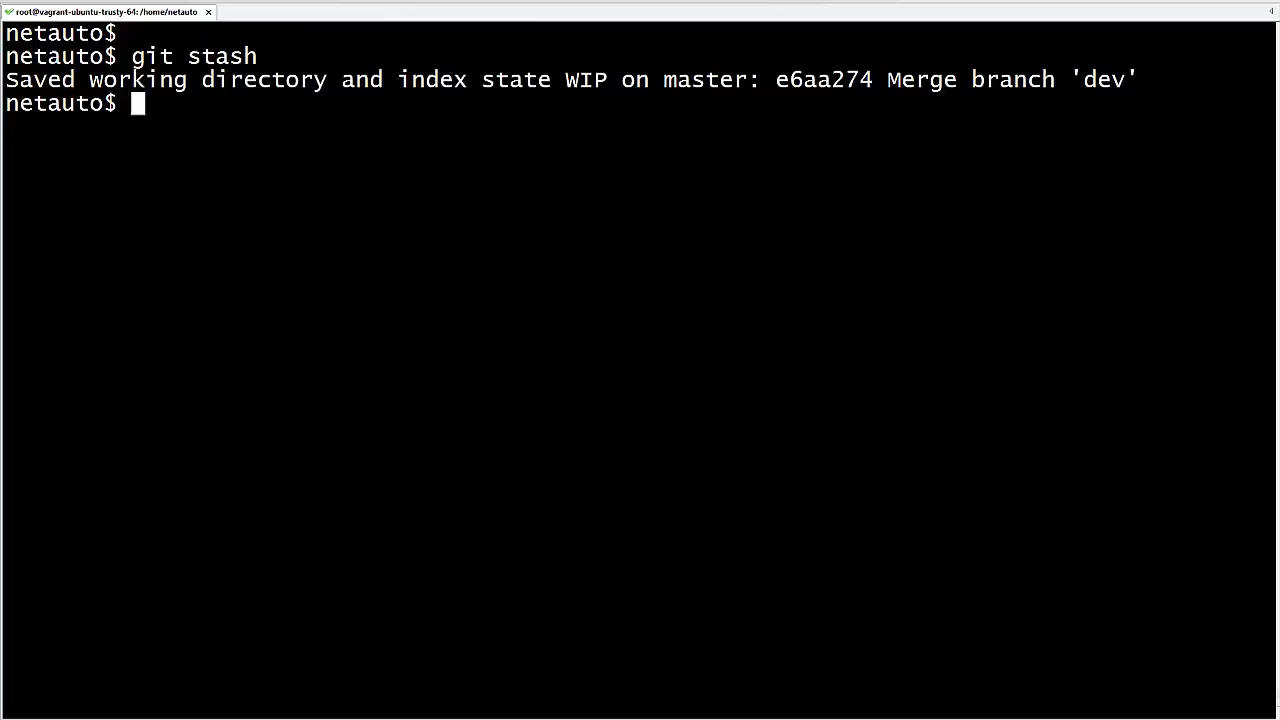 root@vagrant-ubuntu-trusty-64: /home/netauto
netauto$
netauto$ git stash
Saved working directory and index state WIP on master: e6aa274 Merge branch 'dev'
netauto$